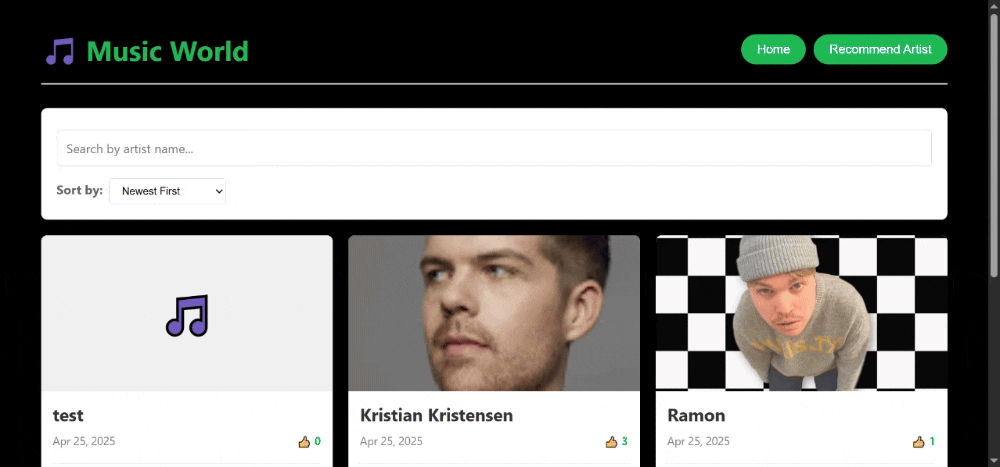 Music World
Home
Recommend Artist
Search by artist name...
Sort by:
Newest First
test
Kristian Kristensen
Ramon
Apr 25, 2025
0
Apr 25, 2025
3
Apr 25, 2025
1